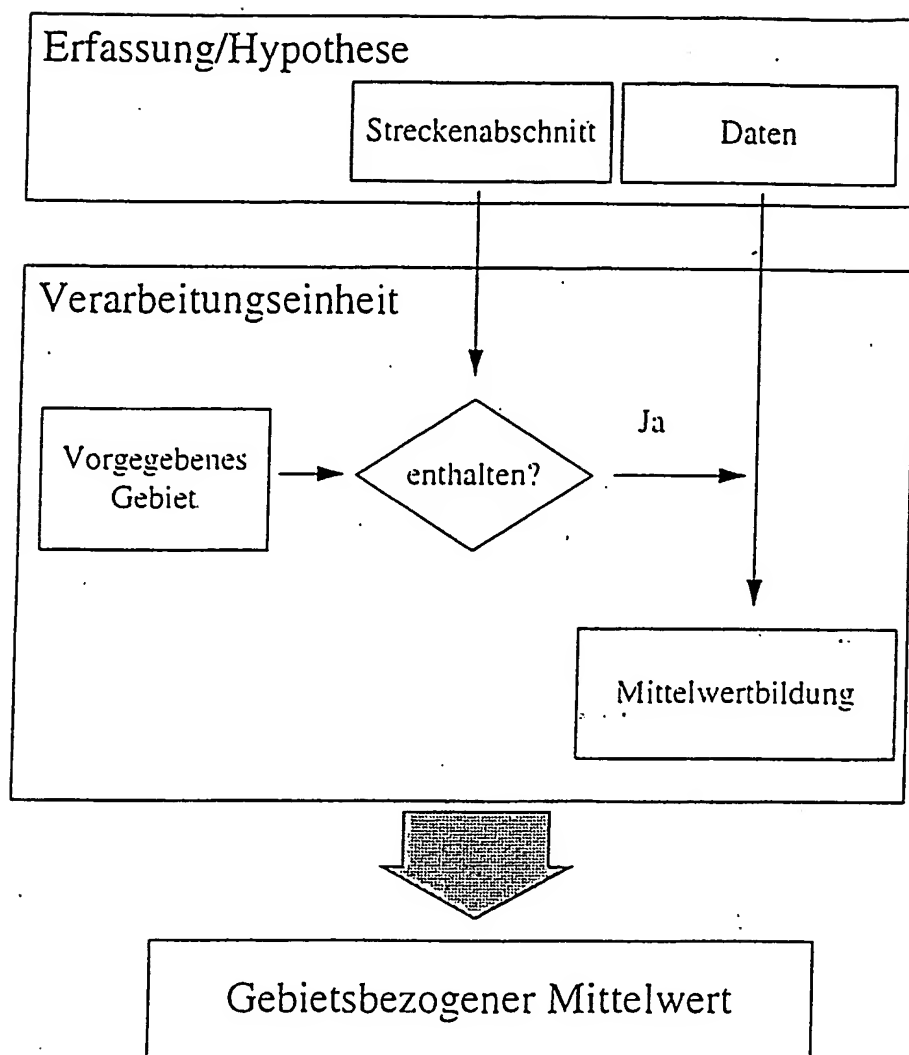 Erfassung/Hypothese
Streckenabschnitt
Daten
Verarbeitungseinheit
Vorgegebenes
Gebiet
enthalten?
Ja
Mittelwertbildung
Gebietsbezogener Mittelwert